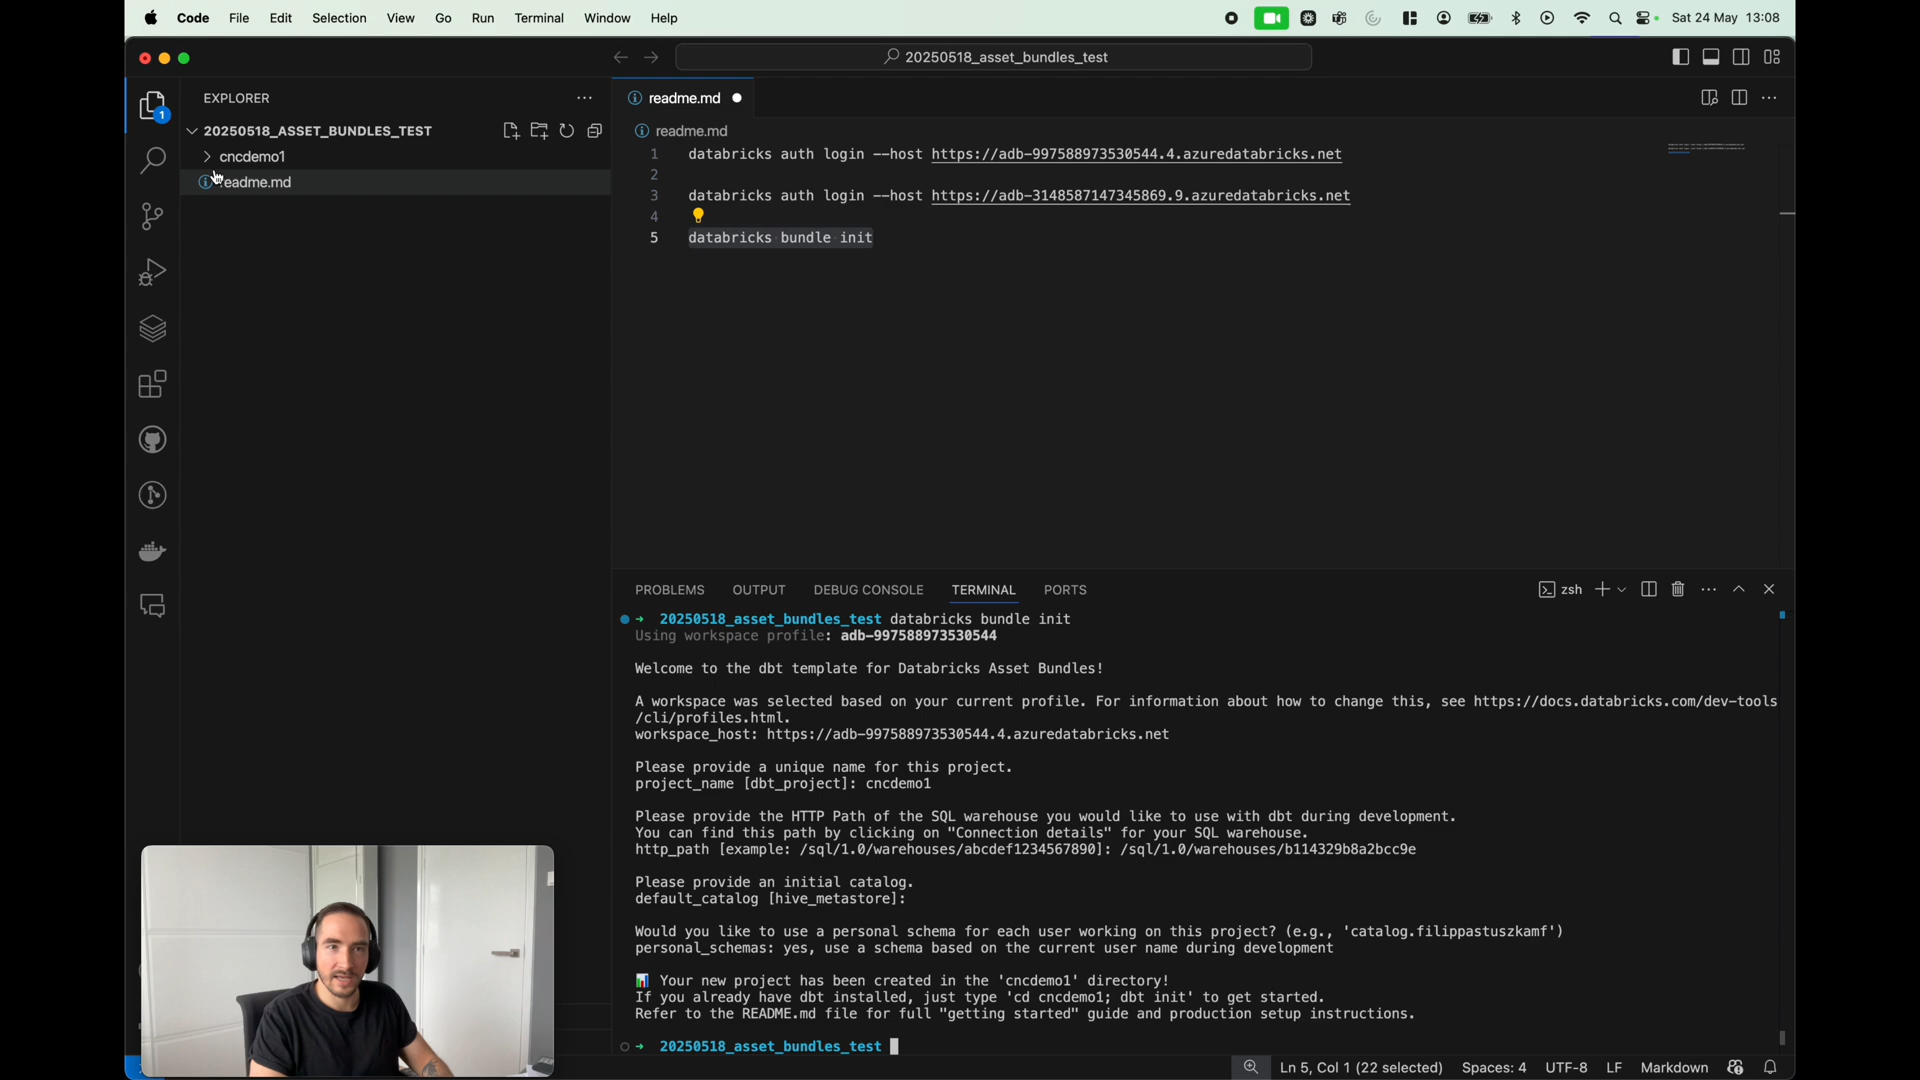 Code File Edit Selection View Go Run Terminal Window Help
Sat 24 May 13:08
20250518_asset_bundles_test
EXPLORER
20250518_ASSET_BUNDLES_TEST
cncdemo1
readme.md
1
readme.md
readme.md
1 databricks auth login --host https://adb-997588973530544.4.azuredatabricks.net
2
3 databricks auth login --host https://adb-3148587147345869.9.azuredatabricks.net
4
5 databricks bundle init
PROBLEMS OUTPUT DEBUG CONSOLE TERMINAL PORTS
zsh
→ 20250518_asset_bundles_test databricks bundle init
Using workspace profile: adb-997588973530544
Welcome to the dbt template for Databricks Asset Bundles!
A workspace was selected based on your current profile. For information about how to change this, see https://docs.databricks.com/dev-tools
/cli/profiles.html.
workspace_host: https://adb-997588973530544.4.azuredatabricks.net
Please provide a unique name for this project.
project_name [dbt_project]: cncdemo1
Please provide the HTTP Path of the SQL warehouse you would like to use with dbt during development.
You can find this path by clicking on "Connection details" for your SQL warehouse.
http_path [example: /sql/1.0/warehouses/abcdef1234567890]: /sql/1.0/warehouses/b114329b8a2bcc9e
Please provide an initial catalog.
default_catalog [hive_metastore]:
Would you like to use a personal schema for each user working on this project? (e.g., 'catalog.filippastuszkamf')
personal_schemas: yes, use a schema based on the current user name during development
📊 Your new project has been created in the 'cncdemo1' directory!
If you already have dbt installed, just type 'cd cncdemo1; dbt init' to get started.
Refer to the README.md file for full "getting started" guide and production setup instructions.
→ 20250518_asset_bundles_test
Ln 5, Col 1 (22 selected) Spaces: 4 UTF-8 LF Markdown